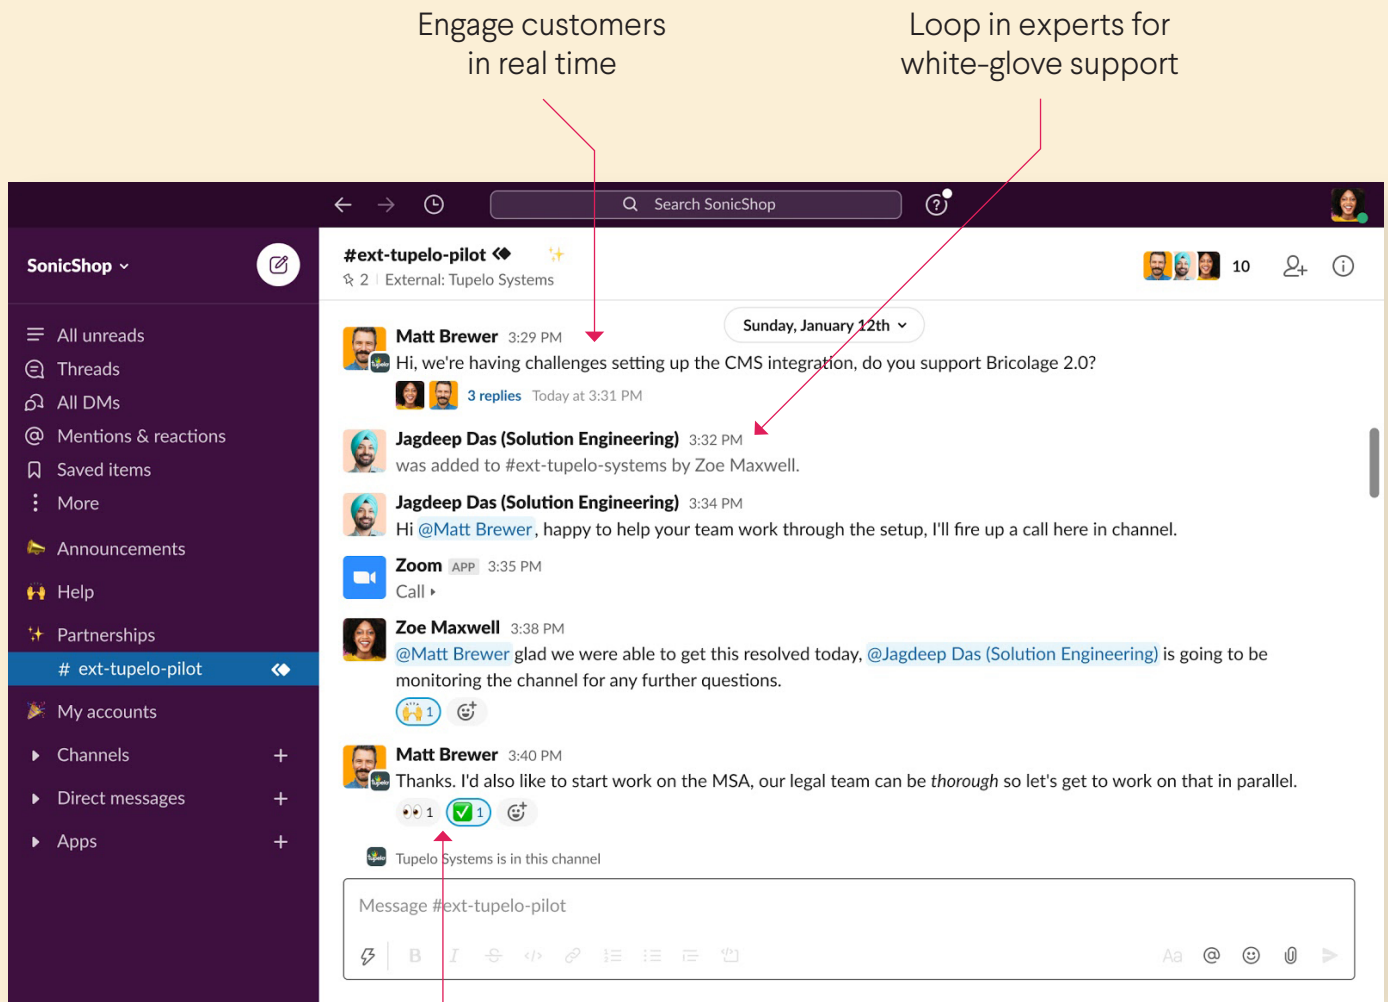 Engage customers
in real time
Loop in experts for
white-glove support
Search SonicShop
SonicShop
#ext-tupelo-pilot
2 External: Tupelo Systems
10
All unreads
Threads
All DMs
Mentions & reactions
Saved items
More
Announcements
Help
Partnerships
# ext-tupelo-pilot
My accounts
Channels
Direct messages
Apps
Sunday, January 12th
Matt Brewer 3:29 PM
Hi, we're having challenges setting up the CMS integration, do you support Bricolage 2.0?
3 replies Today at 3:31 PM
Jagdeep Das (Solution Engineering) 3:32 PM
was added to #ext-tupelo-systems by Zoe Maxwell.
Jagdeep Das (Solution Engineering) 3:34 PM
Hi @Matt Brewer, happy to help your team work through the setup, I'll fire up a call here in channel.
Zoom APP 3:35 PM
Call
Zoe Maxwell 3:38 PM
@Matt Brewer glad we were able to get this resolved today, @Jagdeep Das (Solution Engineering) is going to be
monitoring the channel for any further questions.
1
Matt Brewer 3:40 PM
Thanks. I'd also like to start work on the MSA, our legal team can be thorough so let's get to work on that in parallel.
1 1
Tupelo Systems is in this channel
Message #ext-tupelo-pilot
B I S Aa @